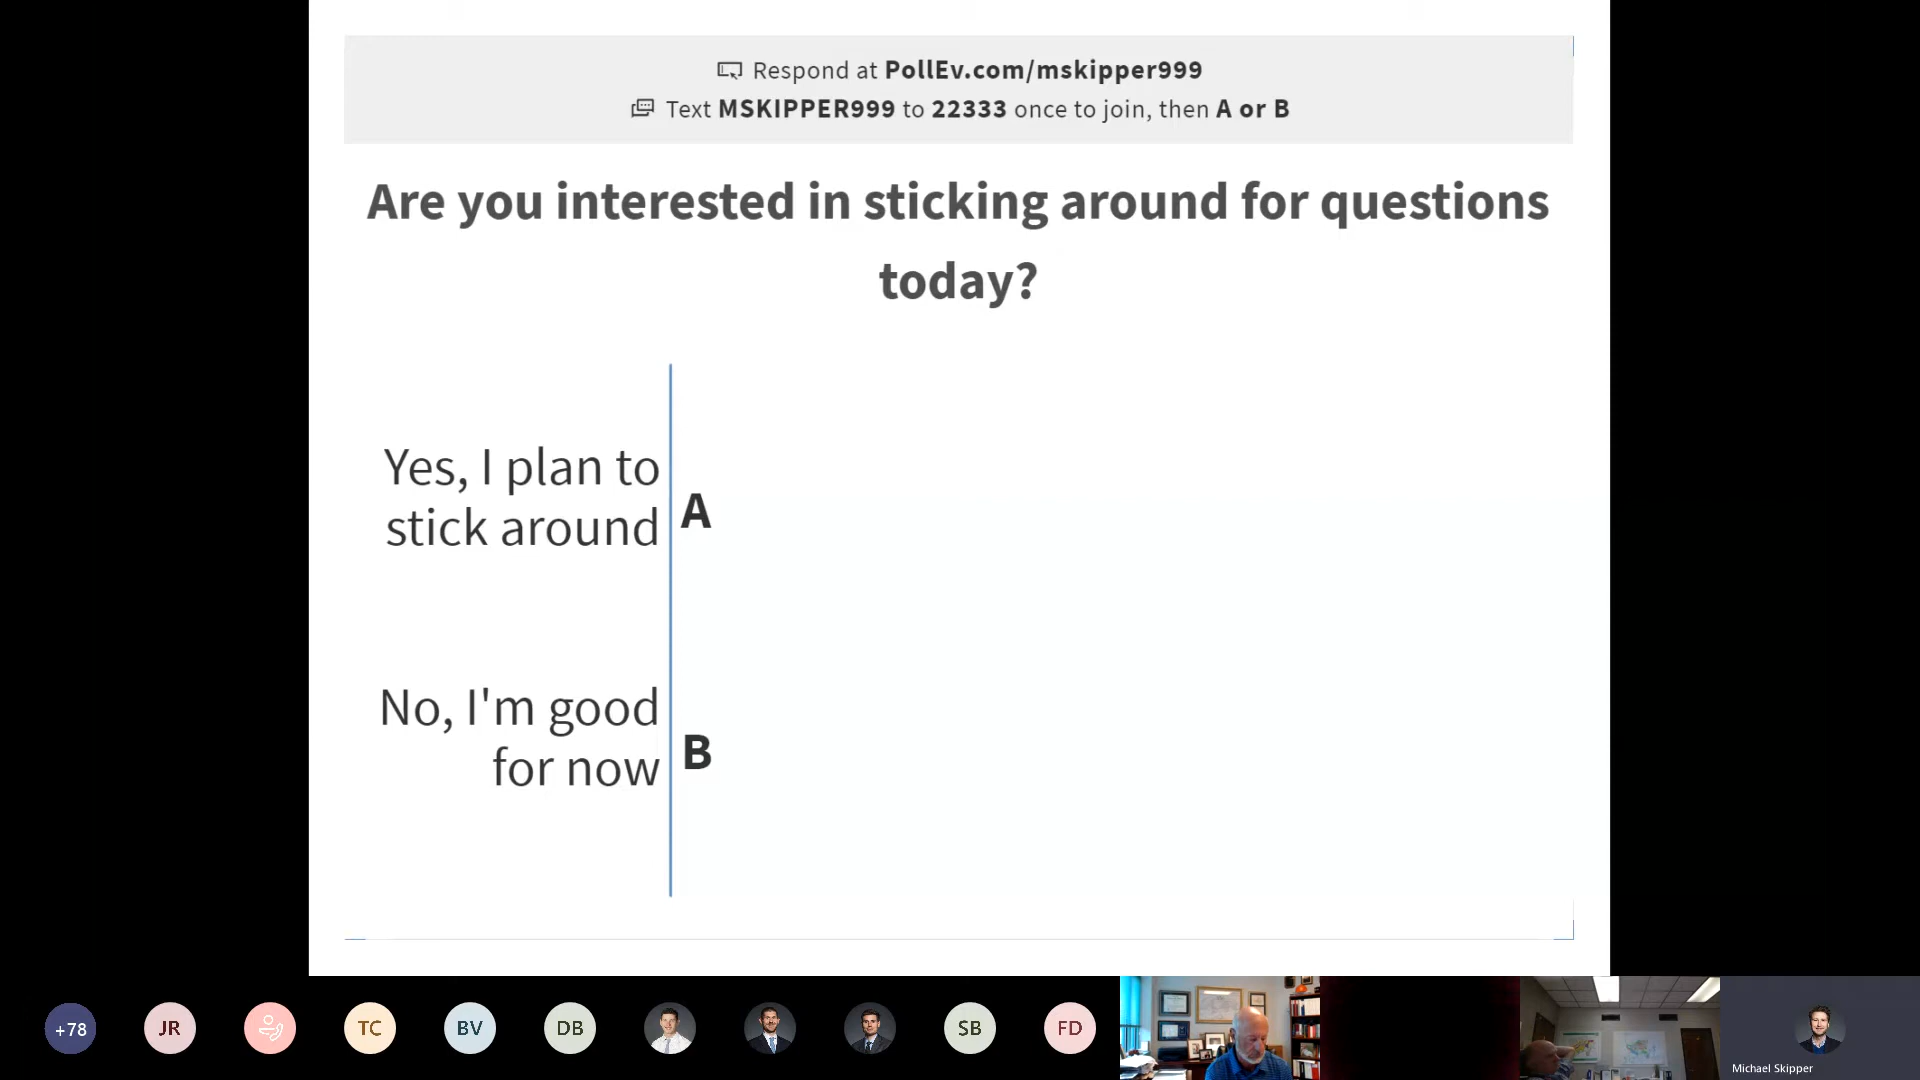 Respond at PollEv.com/mskipper999
Text MSKIPPER999 to 22333 once to join, then A or B
Are you interested in sticking around for questions
today?
Yes, I plan to
stick around
A
No, I'm good
for now
B
+78
JR
TC
BV
DB
SB
FD
Michael Skipper